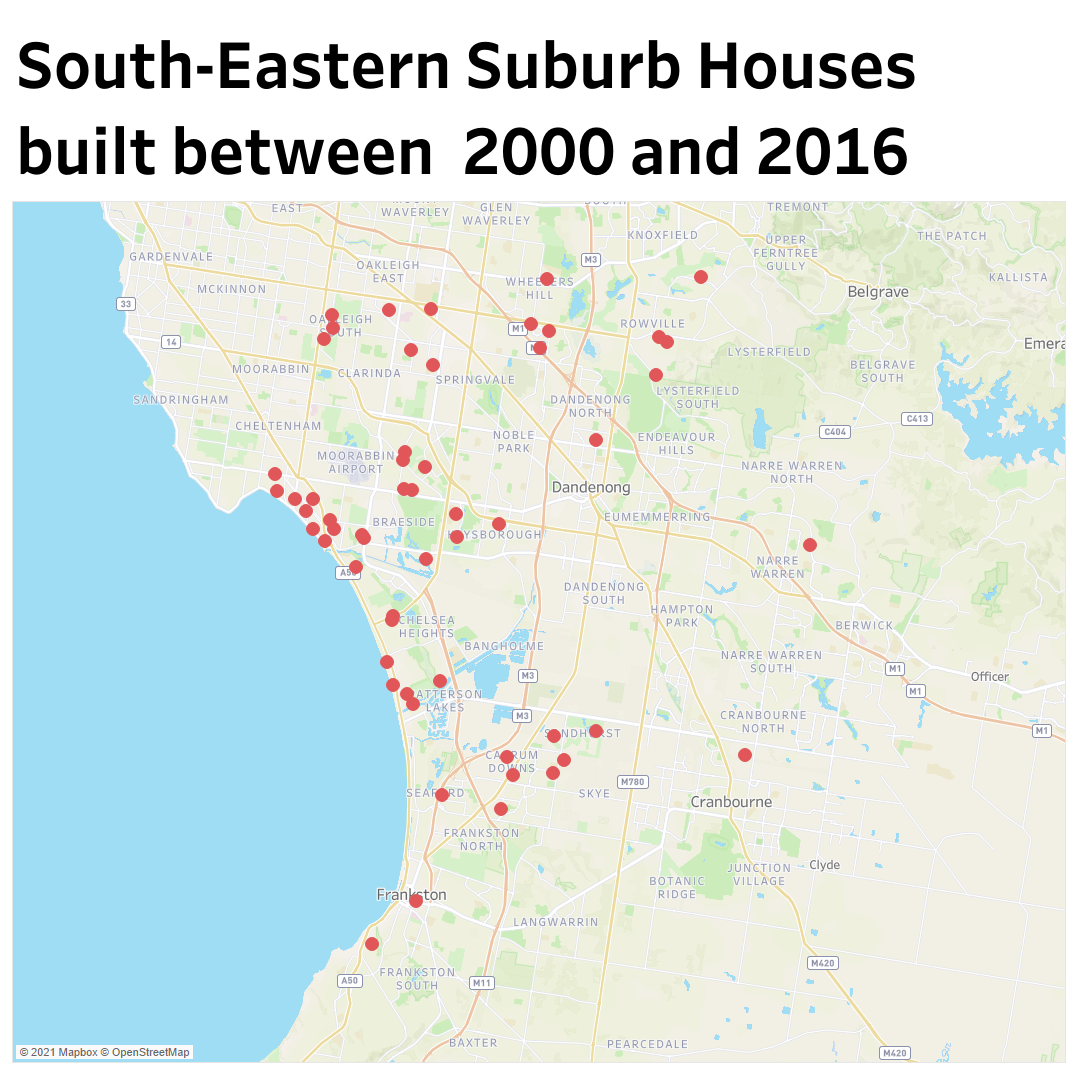 South-Eastern Suburb Houses
built between 2000 and 2016
EAST
WAVERLEY
GLEN
WAVERLEY
SOUTH
TREMONT
KNOXFIELD
UPPER
FERNTREE
GULLY
THE PATCH
GARDENVALE
M3
OAKLEIGH
EAST
KALLISTA
MCKINNON
WHEELERS
HILL
Belgrave
33
OAKLEIGH
SOUTH
M1
ROWVILLE
14
Emera
LYSTERFIELD
MOORABBIN
CLARINDA
SPRINGVALE
BELGRAVE
SOUTH
SANDRINGHAM
DANDENONG
NORTH
LYSTERFIELD
SOUTH
C413
CHELTENHAM
C404
NOBLE
PARK
ENDEAVOUR
HILLS
MOORABBIN
AIRPORT
NARRE WARREN
NORTH
Dandenong
BRAESIDE
EUMEMMERRING
KEYSBOROUGH
NARRE
WARREN
DANDENONG
SOUTH
HAMPTON
PARK
CHELSEA
HEIGHTS
BERWICK
BANGHOLME
NARRE WARREN
SOUTH
M1
M3
Officer
M1
PATTERSON
LAKES
M3
CRANBOURNE
NORTH
SANDHURST
M1
CARRUM
DOWNS
M780
SEAFORD
SKYE
Cranbourne
FRANKSTON
NORTH
JUNCTION
VILLAGE
Clyde
BOTANIC
RIDGE
Frankston
LANGWARRIN
M420
FRANKSTON
SOUTH
A50
M11
BAXTER
PEARCEDALE
M420
© 2021 Mapbox © OpenStreetMap